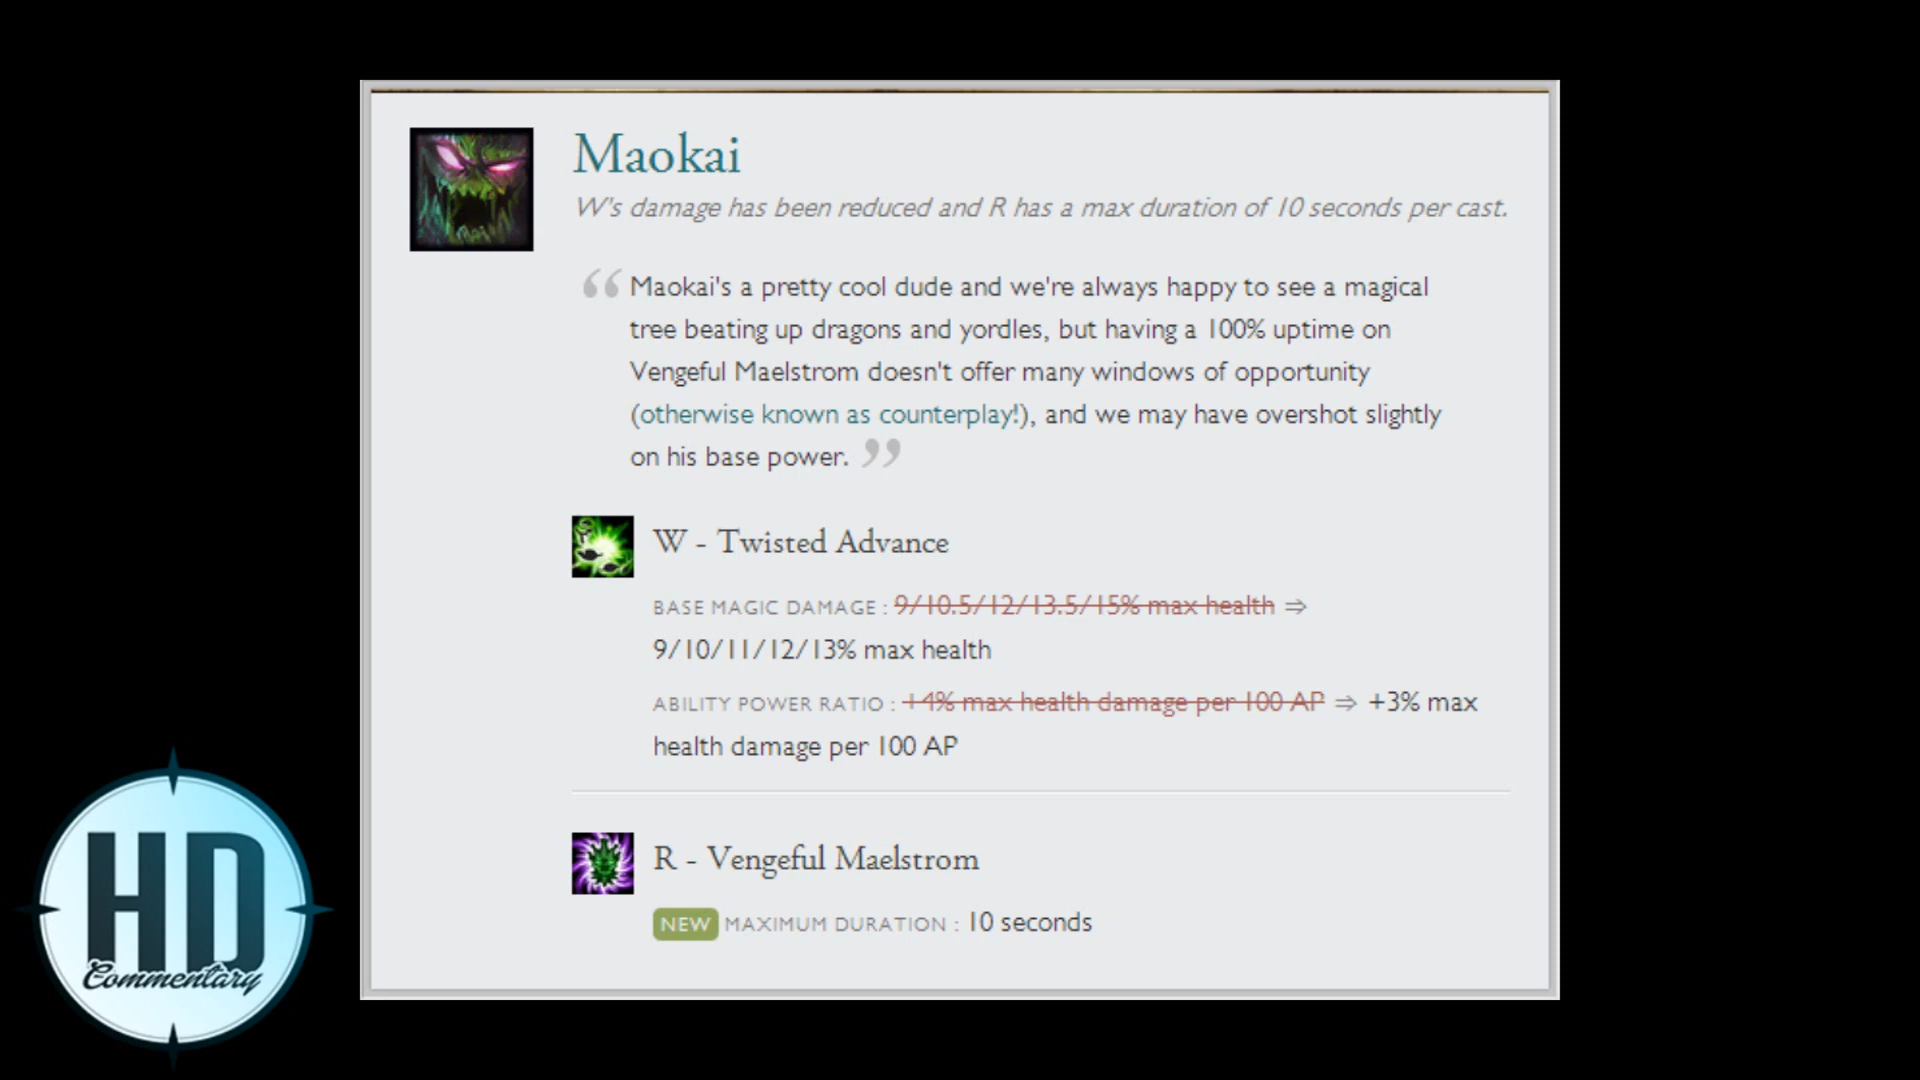 Maokai
W's damage has been reduced and R has a max duration of 10 seconds per cast.
“ Maokai's a pretty cool dude and we're always happy to see a magical
tree beating up dragons and yordles, but having a 100% uptime on
Vengeful Maelstrom doesn't offer many windows of opportunity
(otherwise known as counterplay!), and we may have overshot slightly
on his base power. ”
W - Twisted Advance
BASE MAGIC DAMAGE : 9/10.5/12/13.5/15% max health ⇒
9/10/11/12/13% max health
ABILITY POWER RATIO : +4% max health damage per 100 AP ⇒ +3% max
health damage per 100 AP
R - Vengeful Maelstrom
NEW MAXIMUM DURATION : 10 seconds
HD
Commentary